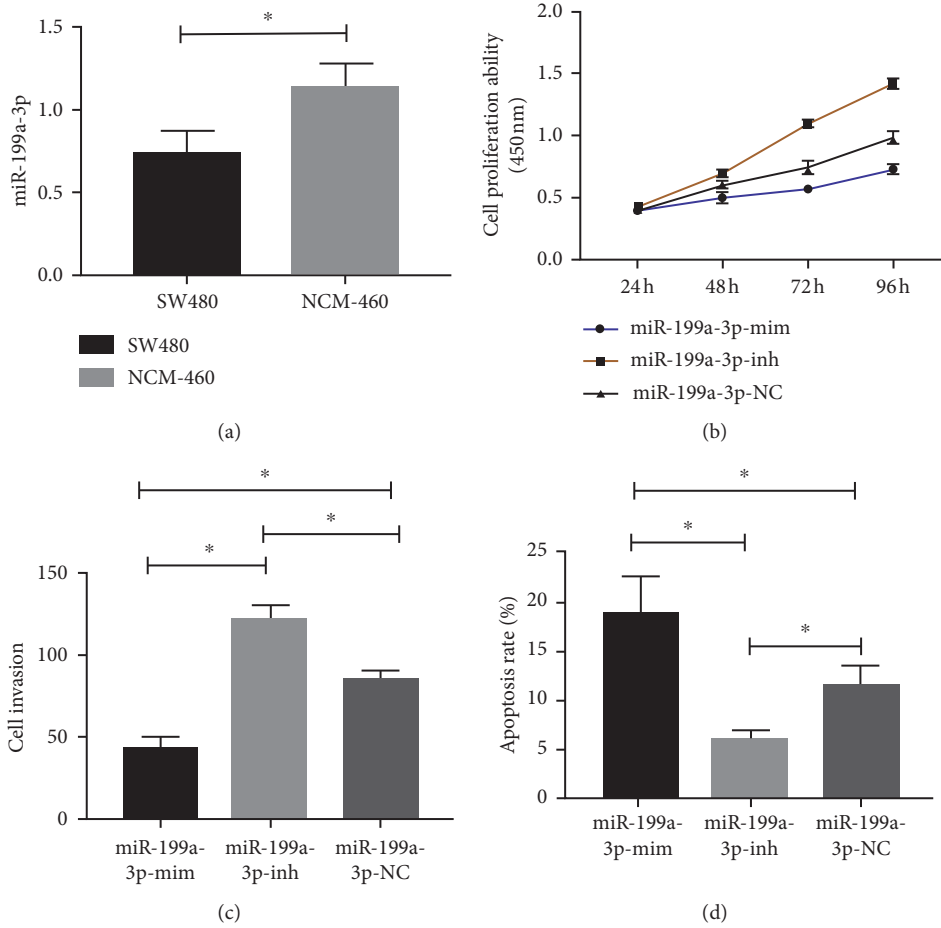 *
1.5
1.0
0.5
0.0
miR-199a-3p
SW480
NCM-460
SW480
NCM-460
(a)
2.0
1.5
1.0
0.5
0.0
Cell proliferation ability
(450 nm)
24 h
48 h
72 h
96 h
miR-199a-3p-mim
miR-199a-3p-inh
miR-199a-3p-NC
(b)
*
*
*
150
100
50
0
Cell invasion
miR-199a-
3p-mim
miR-199a-
3p-inh
miR-199a-
3p-NC
(c)
*
*
*
25
20
15
10
5
0
Apoptosis rate (%)
miR-199a-
3p-mim
miR-199a-
3p-inh
miR-199a-
3p-NC
(d)